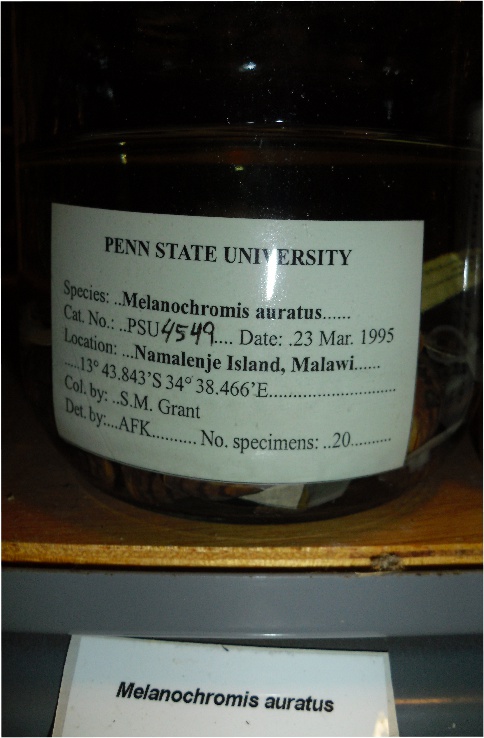 PENN STATE UNIVERSITY
Species: ..Melanochromis auratus......
Cat. No.: ..PSU4549.... Date: .23 Mar. 1995
Location: ...Namalenje Island, Malawi......
....13° 43.843'S 34° 38.466'E............................
Col. by: ..S.M. Grant
Det. by:...AFK.......... No. specimens: ..20..........
Melanochromis auratus